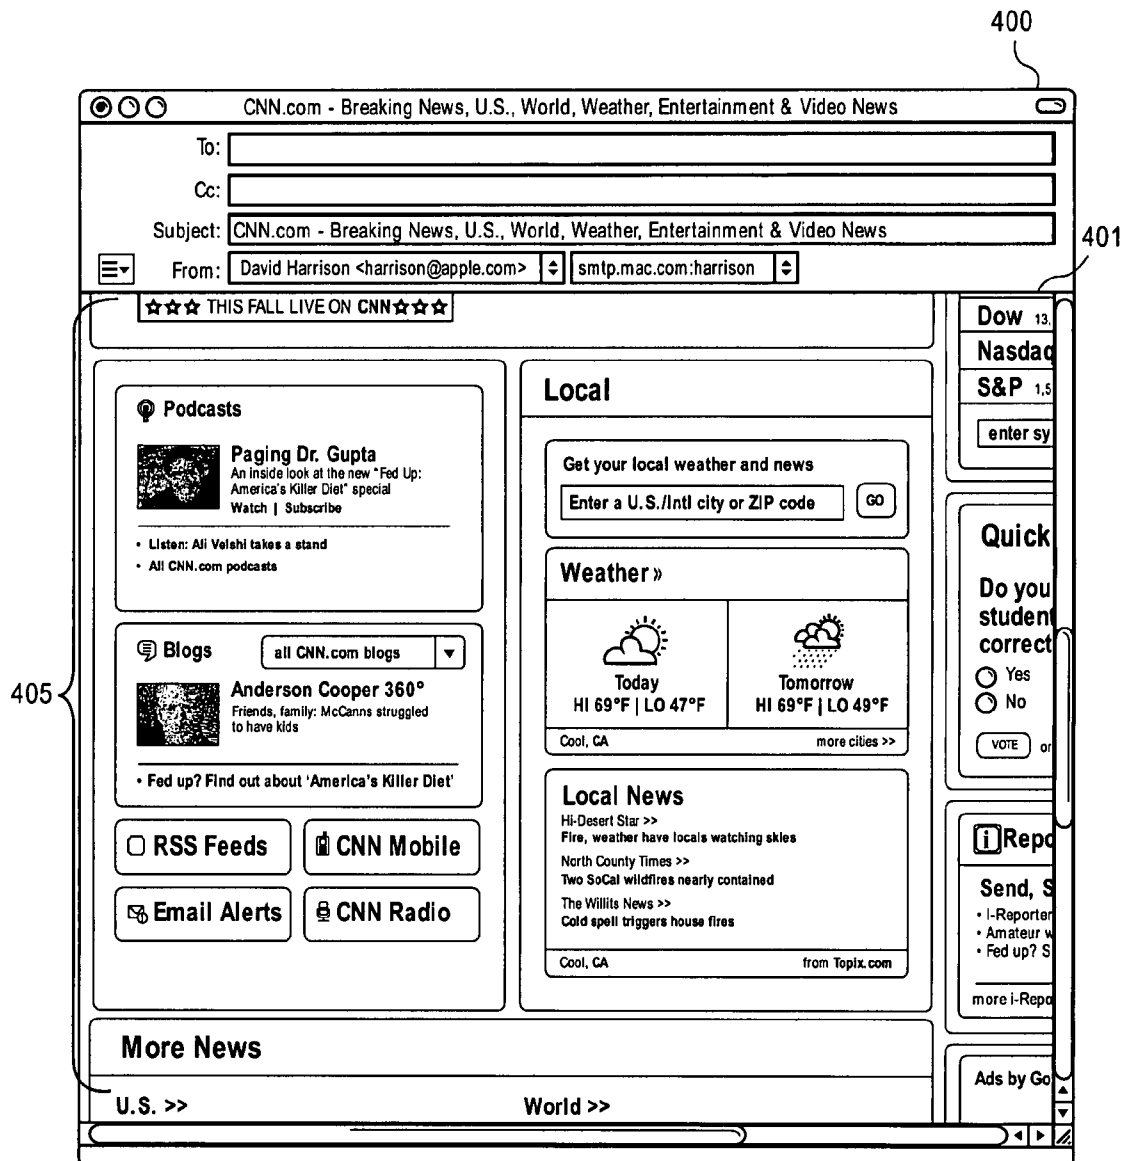 400
CNN.com - Breaking News, U.S., World, Weather, Entertainment & Video News
To:
Cc:
Subject: CNN.com - Breaking News, U.S., World, Weather, Entertainment & Video News
401
From: David Harrison <harrison@apple.com> smtp.mac.com:harrison
☆☆☆ THIS FALL LIVE ON CNN☆☆☆
405
Podcasts
Paging Dr. Gupta
An inside look at the new "Fed Up:
America's Killer Diet" special
Watch | Subscribe
• Listen: Ali Velshi takes a stand
• All CNN.com podcasts
Blogs
all CNN.com blogs
Anderson Cooper 360°
Friends, family: McCanns struggled
to have kids
• Fed up? Find out about 'America's Killer Diet'
RSS Feeds
CNN Mobile
Email Alerts
CNN Radio
Local
Get your local weather and news
Enter a U.S./Intl city or ZIP code GO
Weather »
Today
HI 69°F | LO 47°F
Tomorrow
HI 69°F | LO 49°F
Cool, CA more cities >>
Local News
Hi-Desert Star >>
Fire, weather have locals watching skies
North County Times >>
Two SoCal wildfires nearly contained
The Willits News >>
Cold spell triggers house fires
Cool, CA from Topix.com
Dow 13,
Nasdaq
S&P 1,5
enter sy
Quick
Do you
student
correct
Yes
No
VOTE or
i Repo
Send, S
• I-Reporter
• Amateur w
• Fed up? S
more i-Repo
Ads by Go
More News
U.S. >>
World >>